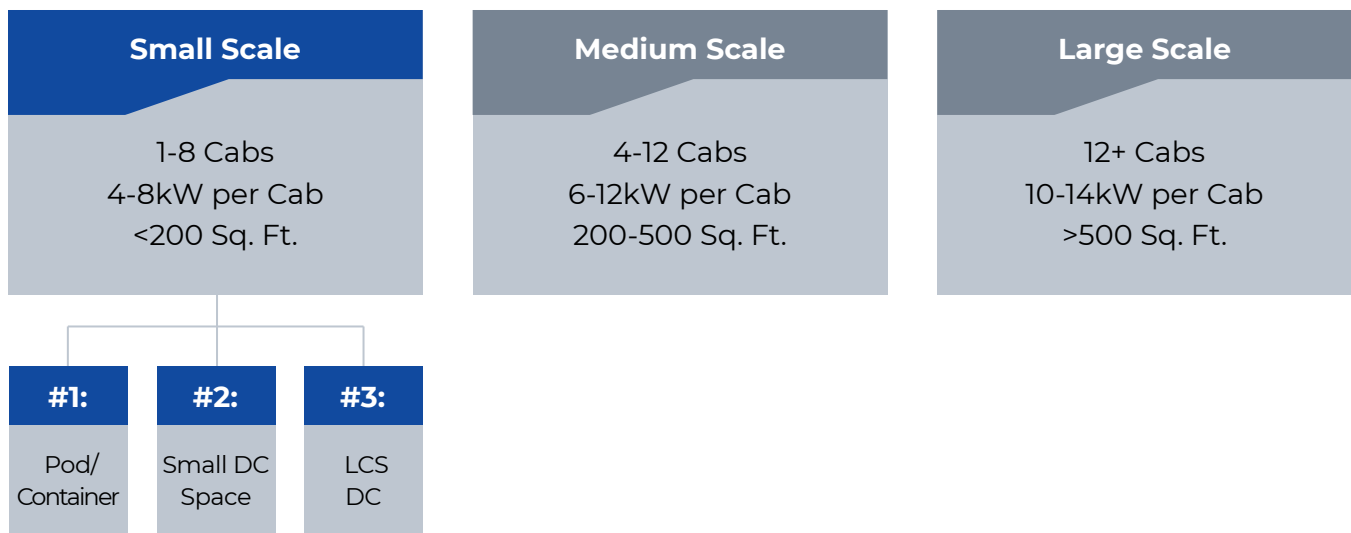 Small Scale
1-8 Cabs
4-8kW per Cab
<200 Sq. Ft.
Medium Scale
4-12 Cabs
6-12kW per Cab
200-500 Sq. Ft.
Large Scale
12+ Cabs
10-14kW per Cab
>500 Sq. Ft.
#1:
Pod/
Container
#2:
Small DC
Space
#3:
LCS
DC